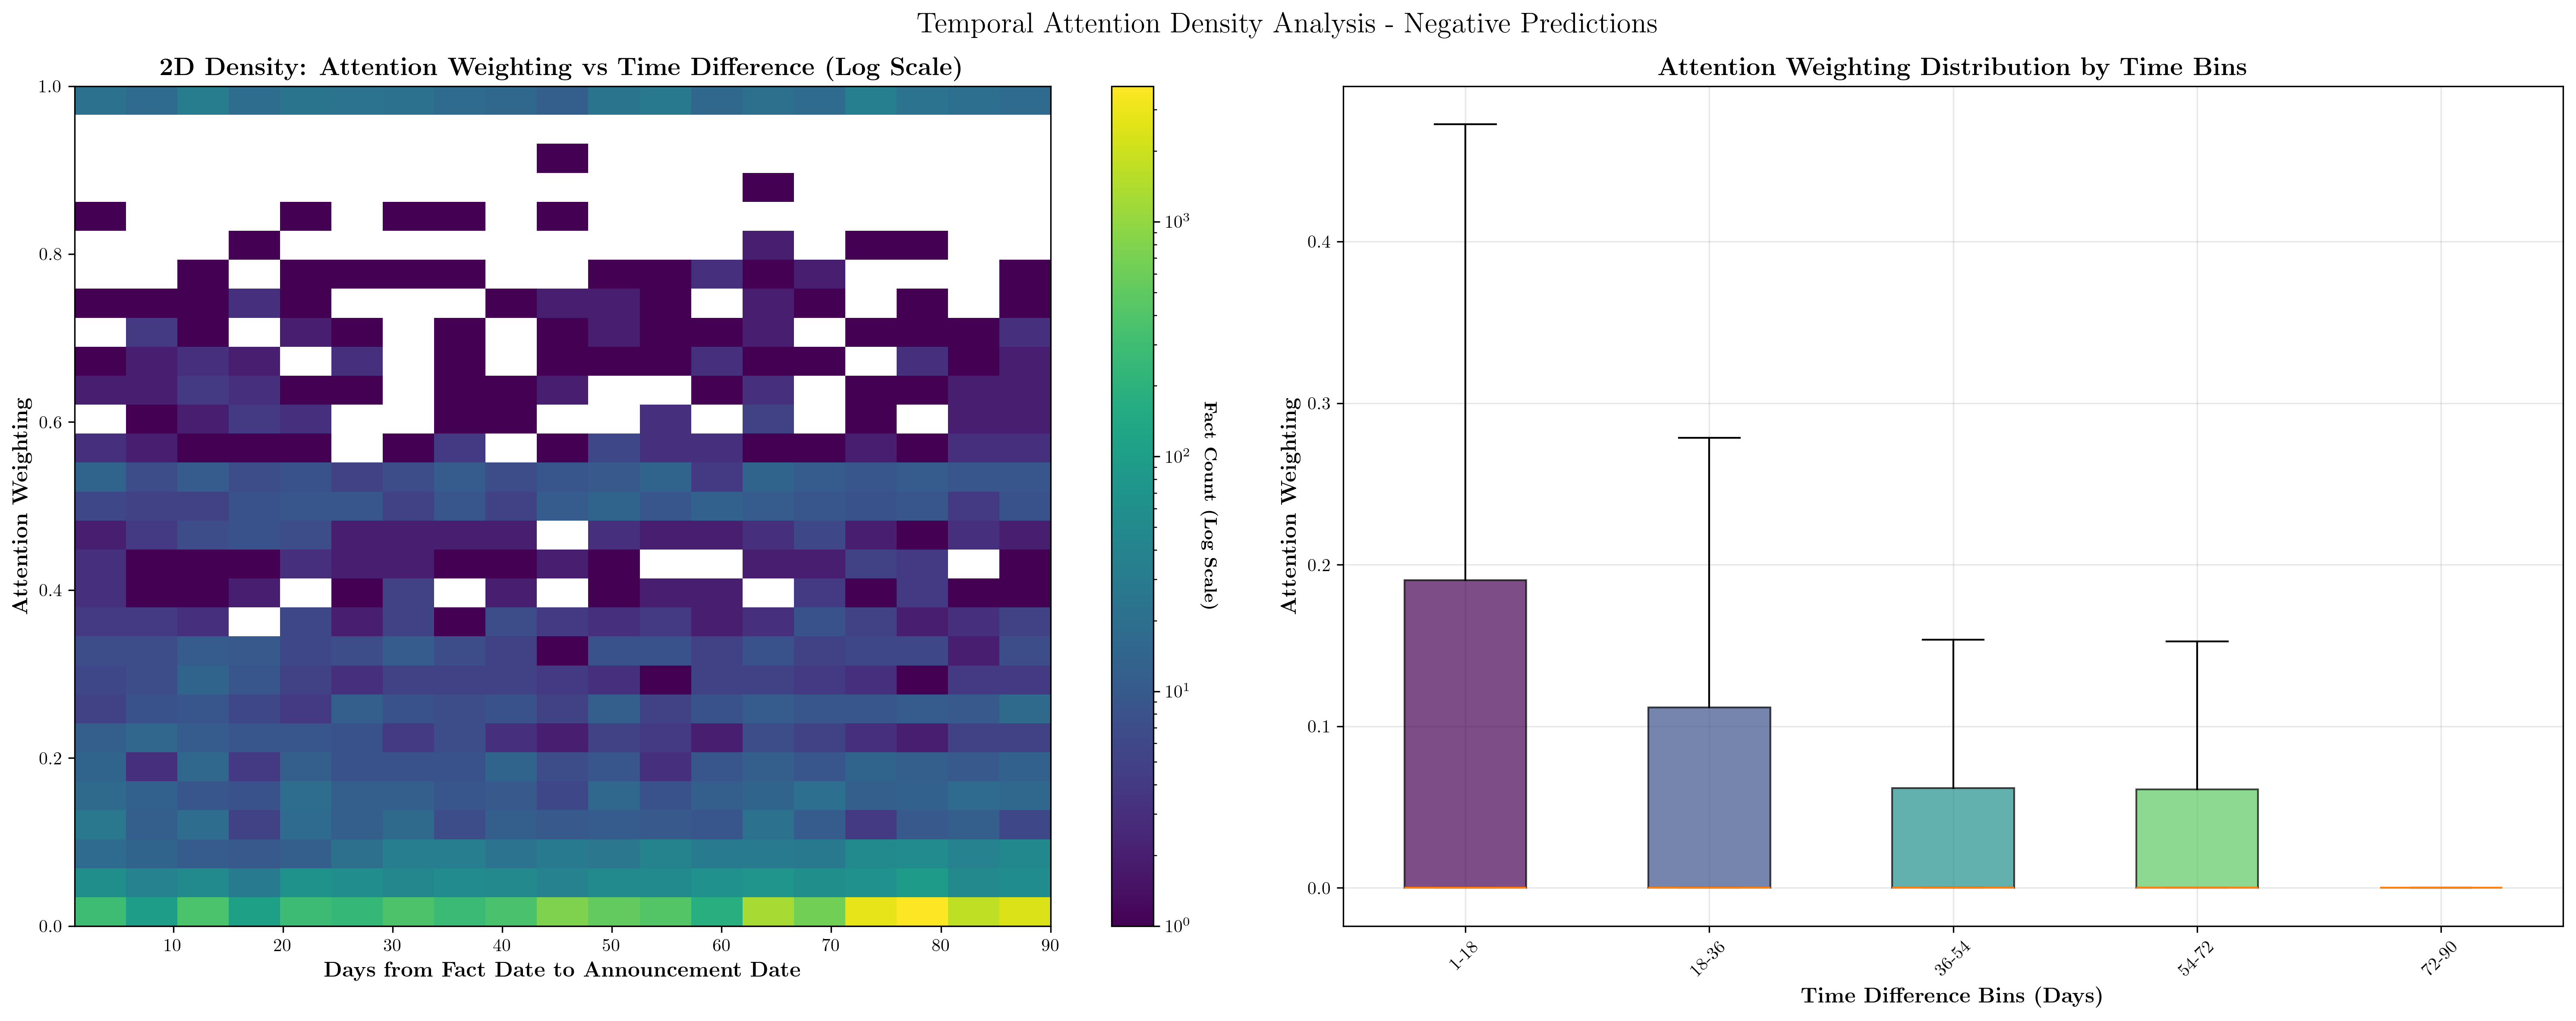 Temporal Attention Density Analysis - Negative Predictions
2D Density: Attention Weighting vs Time Difference (Log Scale)
Attention Weighting
1.0
0.8
0.6
0.4
0.2
0.0
10 20 30 40 50 60 70 80 90
Days from Fact Date to Announcement Date
10³
10²
10¹
10⁰
Fact Count (Log Scale)
Attention Weighting Distribution by Time Bins
Attention Weighting
0.4
0.3
0.2
0.1
0.0
1-18 18-36 36-54 54-72 72-90
Time Difference Bins (Days)